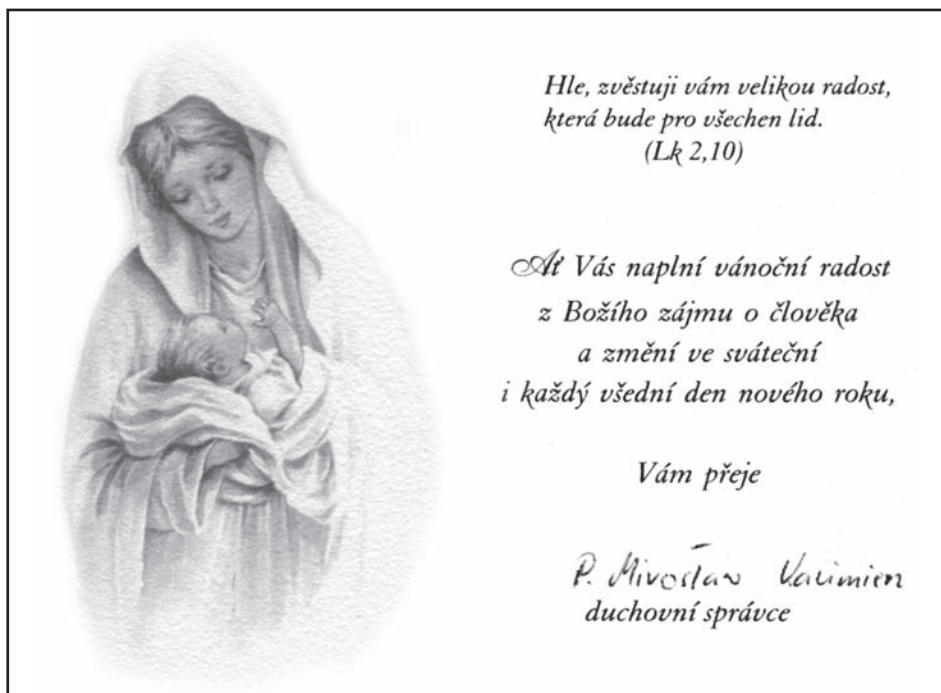 Hle, zvěstuji vám velikou radost,
která bude pro všechen lid.
(Lk 2,10)
Ať Vás naplní vánoční radost
z Božího zájmu o člověka
a změní ve sváteční
i každý všední den nového roku,
Vám přeje
P. Miroslav
duchovní správce